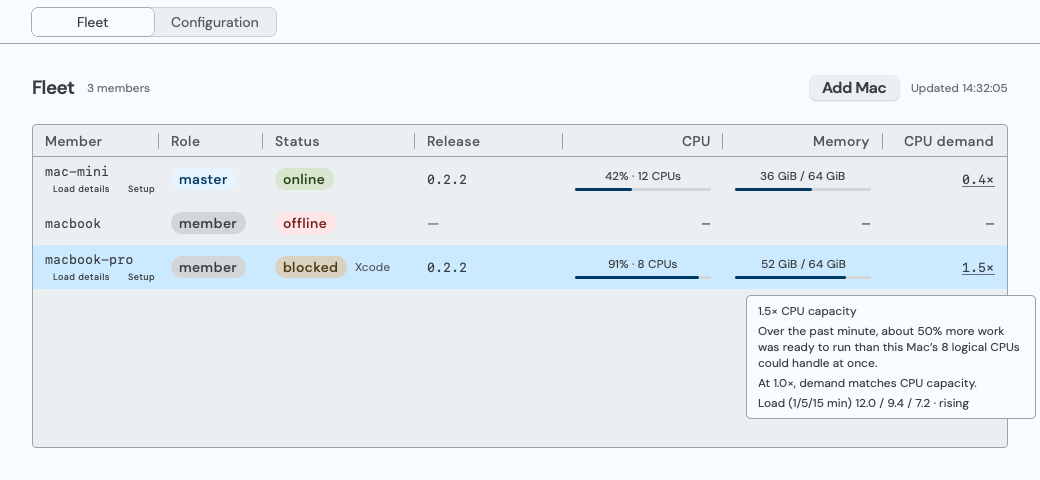 Fleet Configuration
Fleet 3 members Add Mac Updated 14:32:05
Member Role Status Release CPU Memory CPU demand
mac-mini
Load details Setup
master online 0.2.2 42% · 12 CPUs 36 GiB / 64 GiB 0.4×
macbook member offline — — — —
macbook-pro
Load details Setup
member blocked Xcode 0.2.2 91% · 8 CPUs 52 GiB / 64 GiB 1.5×
1.5× CPU capacity
Over the past minute, about 50% more work
was ready to run than this Mac’s 8 logical CPUs
could handle at once.
At 1.0×, demand matches CPU capacity.
Load (1/5/15 min) 12.0 / 9.4 / 7.2 · rising